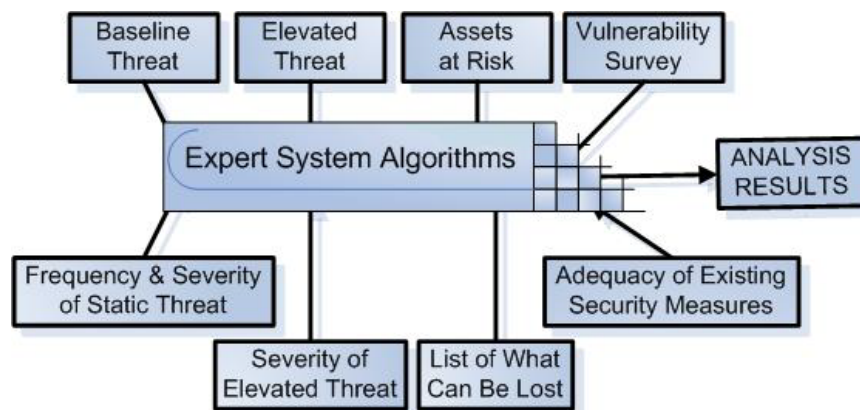 Baseline
Threat
Elevated
Threat
Assets
at Risk
Vulnerability
Survey
Expert System Algorithms
ANALYSIS
RESULTS
Frequency & Severity
of Static Threat
Adequacy of Existing
Security Measures
Severity of
Elevated Threat
List of What
Can Be Lost